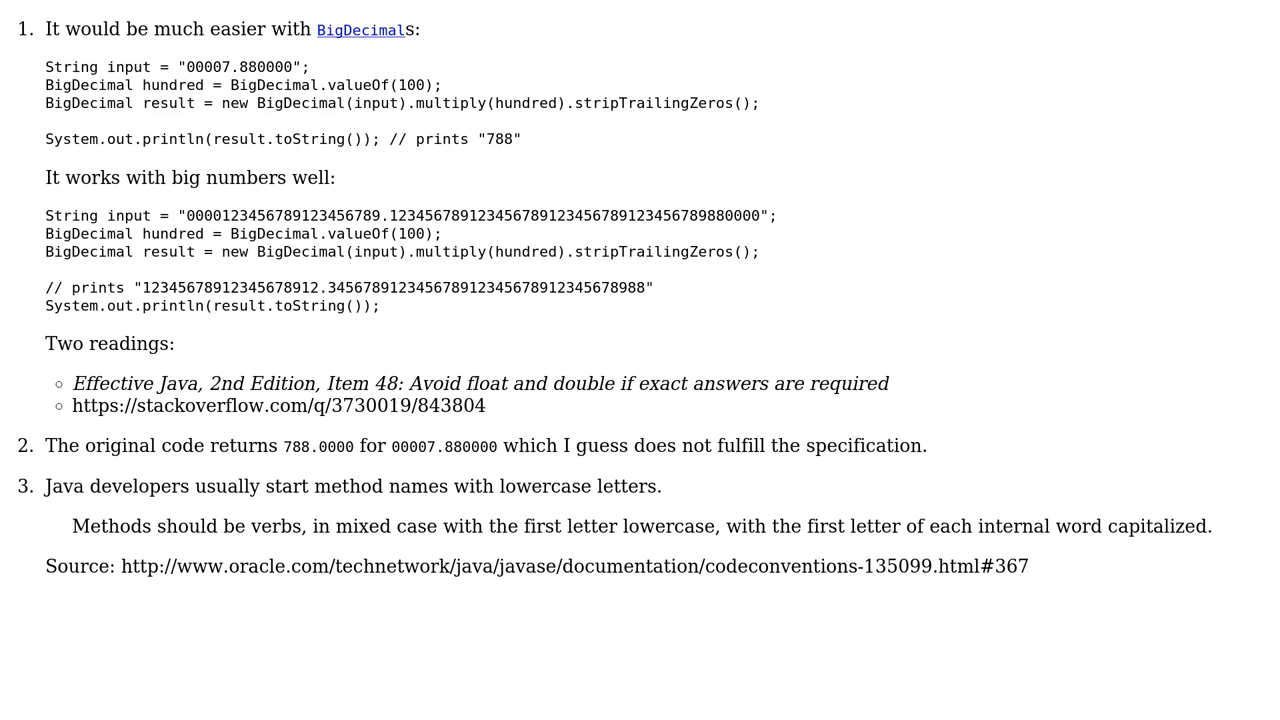 1. It would be much easier with BigDecimals:
String input = "00007.880000";
BigDecimal hundred = BigDecimal.valueOf(100);
BigDecimal result = new BigDecimal(input).multiply(hundred).stripTrailingZeros();
System.out.println(result.toString()); // prints "788"
It works with big numbers well:
String input = "0000123456789123456789.1234567891234567891234567891234567898​80000";
BigDecimal hundred = BigDecimal.valueOf(100);
BigDecimal result = new BigDecimal(input).multiply(hundred).stripTrailingZeros();
// prints "12345678912345678912.34567891234567891234567891234567898​8"
System.out.println(result.toString());
Two readings:
○ Effective Java, 2nd Edition, Item 48: Avoid float and double if exact answers are required
○ https://stackoverflow.com/q/3730019/843804
2. The original code returns 788.0000 for 00007.880000 which I guess does not fulfill the specification.
3. Java developers usually start method names with lowercase letters.
Methods should be verbs, in mixed case with the first letter lowercase, with the first letter of each internal word capitalized.
Source: http://www.oracle.com/technetwork/java/javase/documentation/codeconventions-135099.html#367